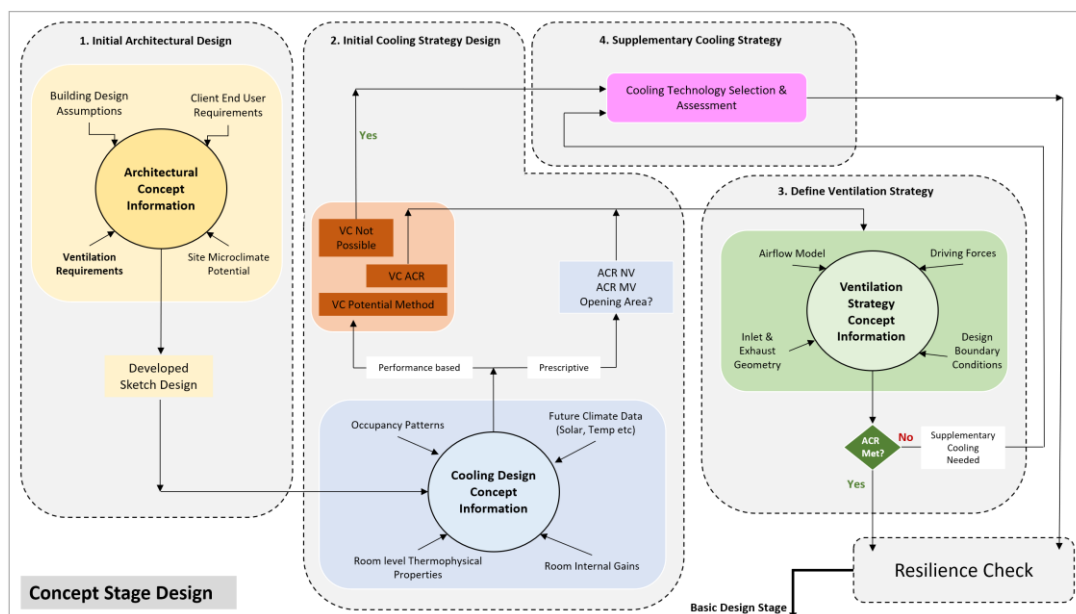 1. Initial Architectural Design
Building Design
Assumptions
Client End User
Requirements
Architectural
Concept
Information
Ventilation
Requirements
Site Microclimate
Potential
Developed
Sketch Design
Concept Stage Design
2. Initial Cooling Strategy Design
Yes
VC Not
Possible
VC ACR
VC Potential Method
ACR NV
ACR MV
Opening Area?
Performance based
Prescriptive
Occupancy Patterns
Future Climate Data
(Solar, Temp etc)
Cooling Design
Concept
Information
Room level Thermophysical
Properties
Room Internal Gains
4. Supplementary Cooling Strategy
Cooling Technology Selection &
Assessment
3. Define Ventilation Strategy
Airflow Model
Driving Forces
Ventilation
Strategy
Concept
Information
Inlet &
Exhaust
Geometry
Design
Boundary
Conditions
ACR
Met?
No
Supplementary
Cooling
Needed
Yes
Resilience Check
Basic Design Stage